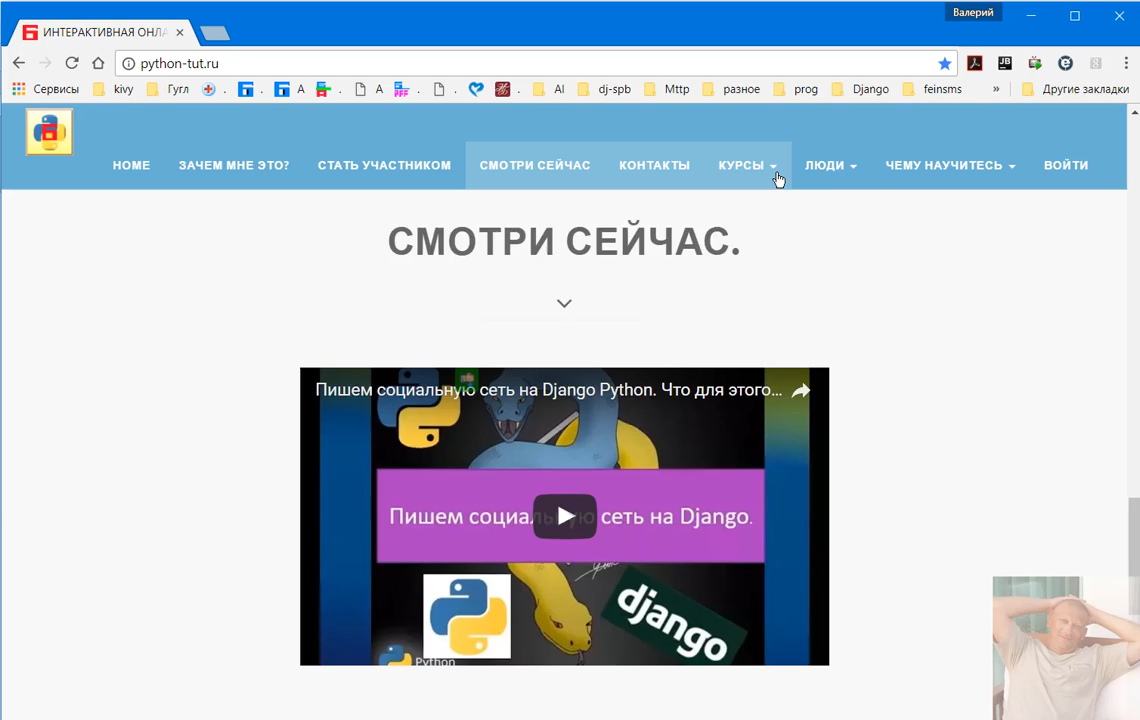 Валерий
ИНТЕРАКТИВНАЯ ОНЛА
python-tut.ru
Сервисы kivy Гугл . . А . А . . AI dj-spb Mttp разное prog Django feinsms » Другие закладки
HOME ЗАЧЕМ МНЕ ЭТО? СТАТЬ УЧАСТНИКОМ СМОТРИ СЕЙЧАС КОНТАКТЫ КУРСЫ ЛЮДИ ЧЕМУ НАУЧИТЕСЬ ВОЙТИ
СМОТРИ СЕЙЧАС.
Пишем социальную сеть на Django Python. Что для этого...
Пишем социальную сеть на Django.
django
Python